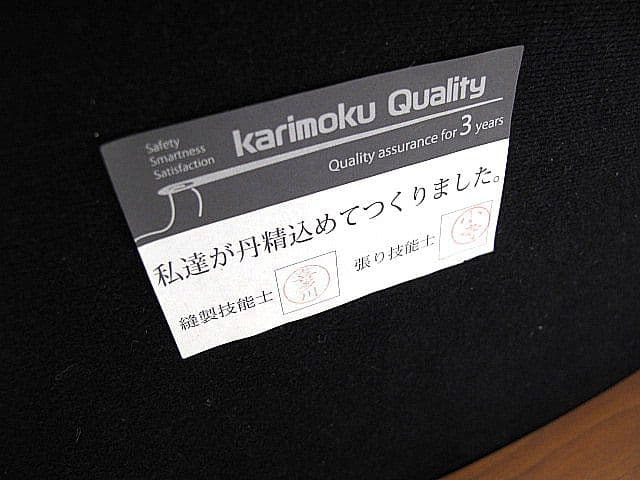 Safety
Smartness
Satisfaction
karimoku Quality
Quality assurance for 3 years
私達が丹精込めてつくりました。
縫製技能士
張り技能士